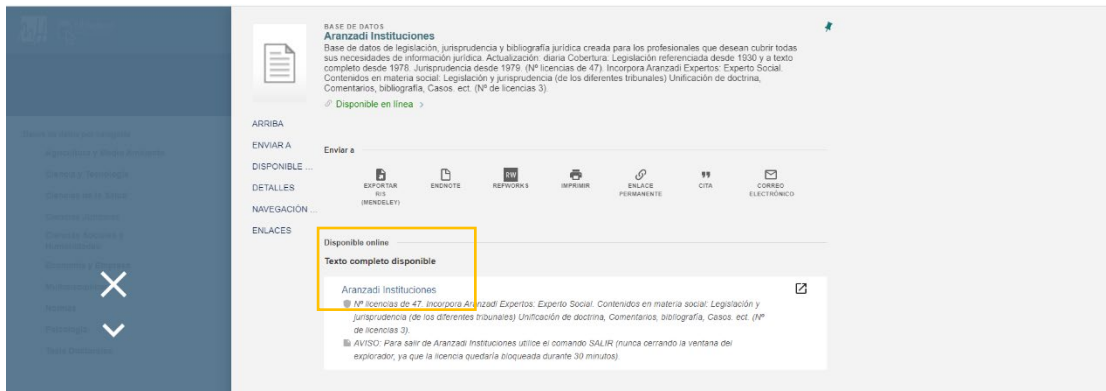 BASE DE DATOS
Aranzadi Instituciones
Base de datos de legislación, jurisprudencia y bibliografía jurídica creada para los profesionales que desean cubrir todas
sus necesidades de información jurídica. Actualización: diaria Cobertura: Legislación referenciada desde 1930 y a texto
completo desde 1978. Jurisprudencia desde 1979. (Nº licencias de 47). Incorpora Aranzadi Expertos: Experto Social.
Contenidos en materia social: Legislación y jurisprudencia (de los diferentes tribunales) Unificación de doctrina,
Comentarios, bibliografía, Casos. ect. (Nº de licencias 3).
Disponible en línea
ARRIBA
ENVIAR A
DISPONIBLE ...
DETALLES
NAVEGACIÓN ...
ENLACES
Enviar a
EXPORTAR
RIS
(MENDELEY)
ENDNOTE
RW
REFWORKS
IMPRIMIR
ENLACE
PERMANENTE
CITA
CORREO
ELECTRÓNICO
Disponible online
Texto completo disponible
Aranzadi Instituciones
Nº licencias de 47. Incorpora Aranzadi Expertos: Experto Social. Contenidos en materia social: Legislación y
jurisprudencia (de los diferentes tribunales) Unificación de doctrina, Comentarios, bibliografía, Casos. ect. (Nº
de licencias 3).
AVISO: Para salir de Aranzadi Instituciones utilice el comando SALIR (nunca cerrando la ventana del
explorador, ya que la licencia quedaría bloqueada durante 30 minutos)